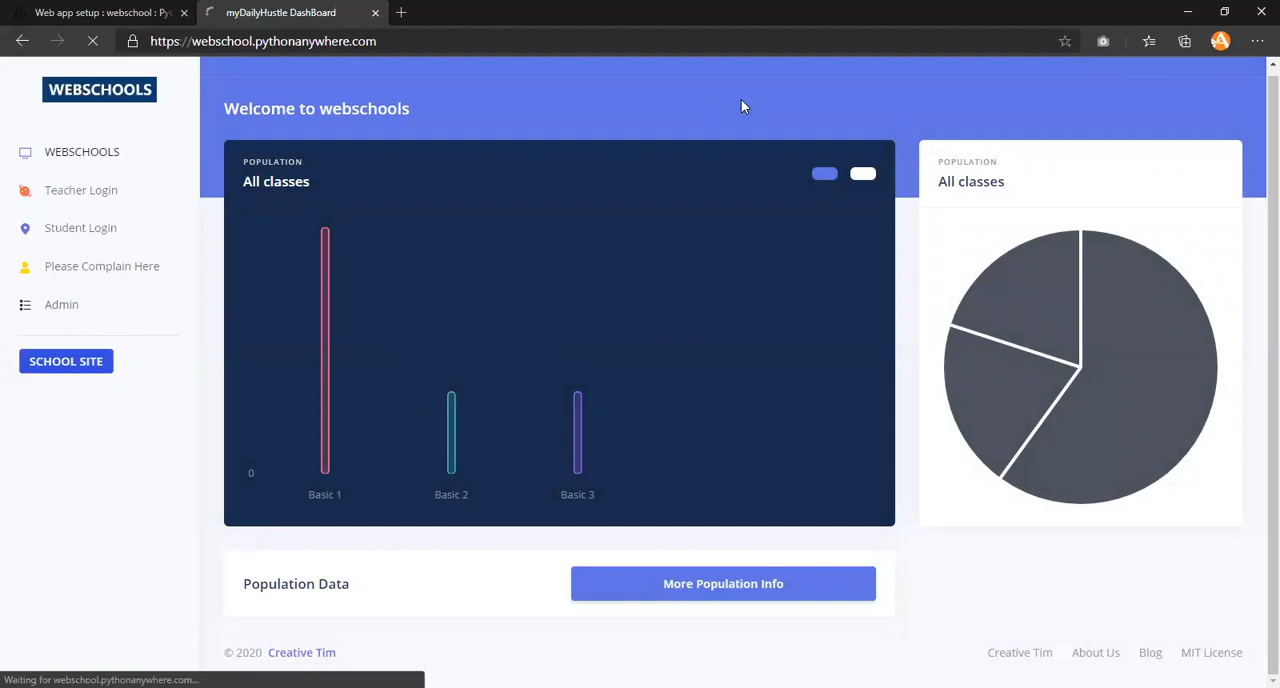 Web app setup : webschool : Py
myDailyHustle DashBoard
https://webschool.pythonanywhere.com
WEBSCHOOLS
WEBSCHOOLS
Teacher Login
Student Login
Please Complain Here
Admin
SCHOOL SITE
Welcome to webschools
POPULATION
All classes
0
Basic 1
Basic 2
Basic 3
POPULATION
All classes
Population Data
More Population Info
© 2020 Creative Tim
Creative Tim
About Us
Blog
MIT License
Waiting for webschool.pythonanywhere.com...